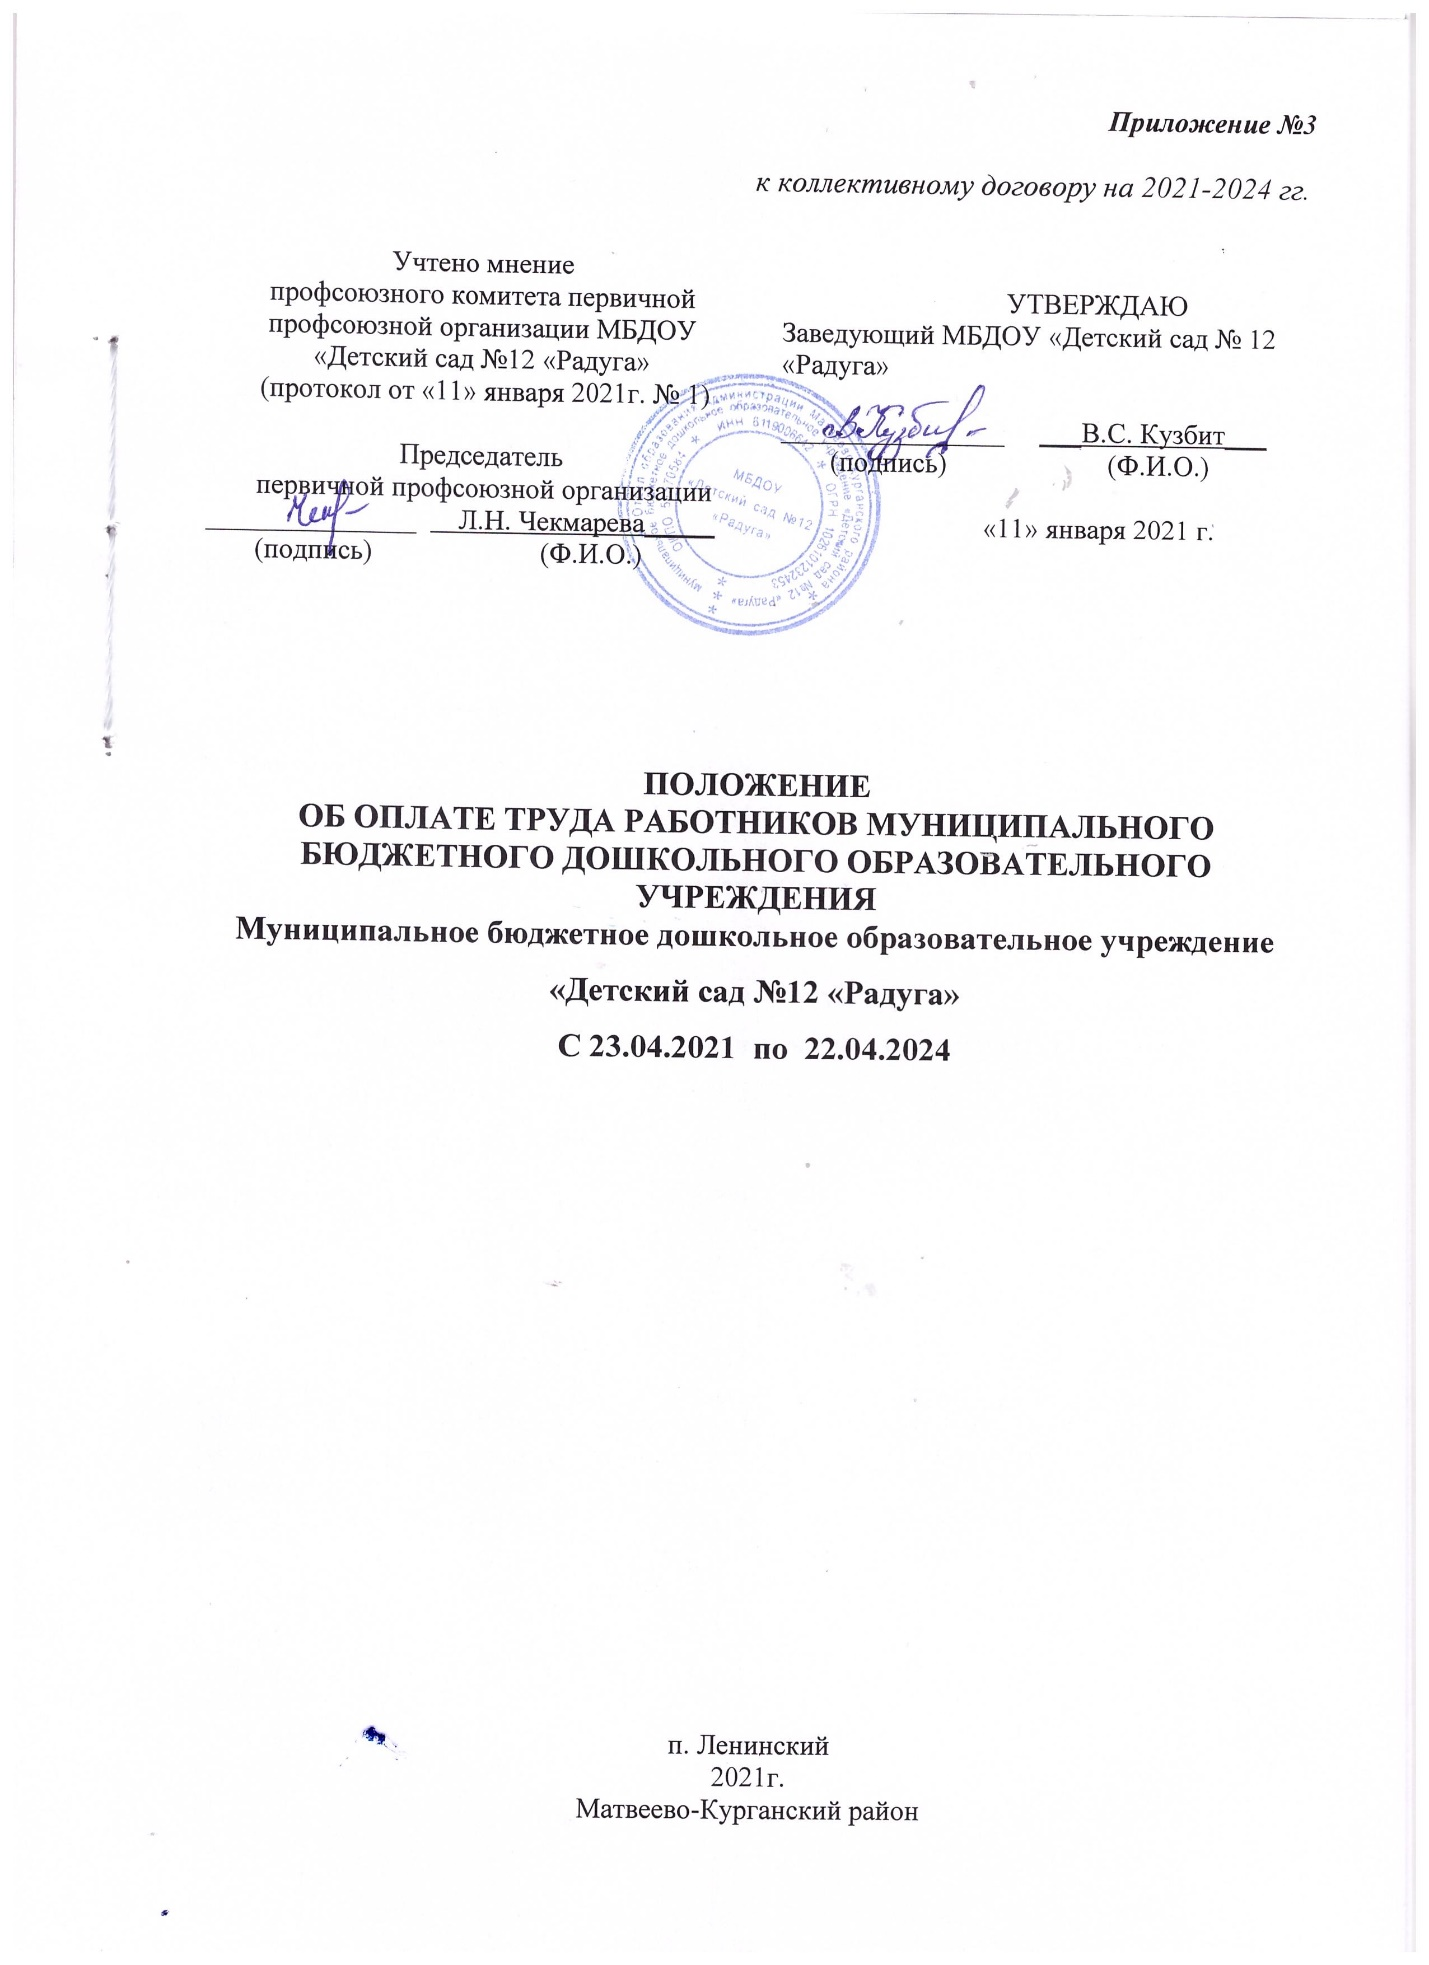 Приложение №3
к коллективному договору на 2021-2024 гг.
Учтено мнение
профсоюзного комитета первичной
профсоюзной организации МБДОУ
«Детский сад №12 «Радуга»
(протокол от «11» января 2021г. № 1)
Председатель
первичной профсоюзной организации
Л.Н. Чекмарева
(подпись) (Ф.И.О.)
УТВЕРЖДАЮ
Заведующий МБДОУ «Детский сад № 12
«Радуга»
В.С. Кузбит
(подпись) (Ф.И.О.)
«11» января 2021 г.
МБДОУ
«Детский сад №12
«Радуга»
ПОЛОЖЕНИЕ
ОБ ОПЛАТЕ ТРУДА РАБОТНИКОВ МУНИЦИПАЛЬНОГО
БЮДЖЕТНОГО ДОШКОЛЬНОГО ОБРАЗОВАТЕЛЬНОГО
УЧРЕЖДЕНИЯ
Муниципальное бюджетное дошкольное образовательное учреждение
«Детский сад №12 «Радуга»
С 23.04.2021 по 22.04.2024
п. Ленинский
2021г.
Матвеево-Курганский район